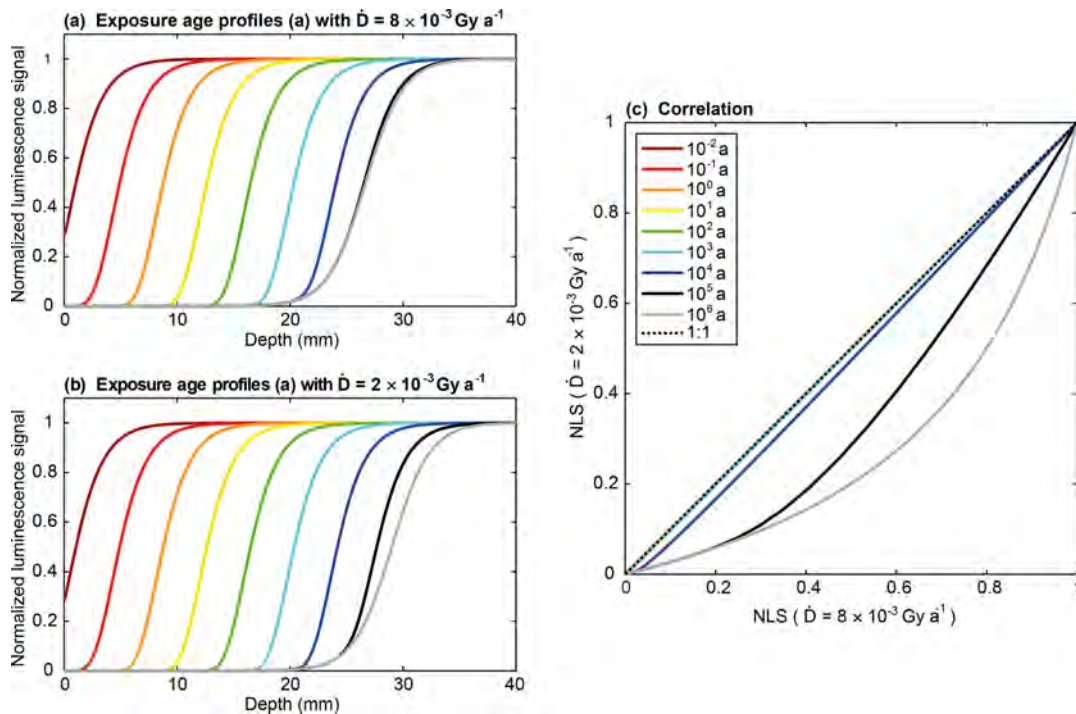 (a) Exposure age profiles (a) with Ḋ = 8 × 10⁻³ Gy a⁻¹
Normalized luminescence signal
1
0.8
0.6
0.4
0.2
0
0 10 20 30 40
Depth (mm)
(b) Exposure age profiles (a) with Ḋ = 2 × 10⁻³ Gy a⁻¹
Normalized luminescence signal
1
0.8
0.6
0.4
0.2
0
0 10 20 30 40
Depth (mm)
(c) Correlation
NLS ( Ḋ = 2 × 10⁻³ Gy a⁻¹)
1
0.8
0.6
0.4
0.2
0
10⁻² a
10⁻¹ a
10⁰ a
10¹ a
10² a
10³ a
10⁴ a
10⁵ a
10⁶ a
1:1
0 0.2 0.4 0.6 0.8 1
NLS ( Ḋ = 8 × 10⁻³ Gy a⁻¹)